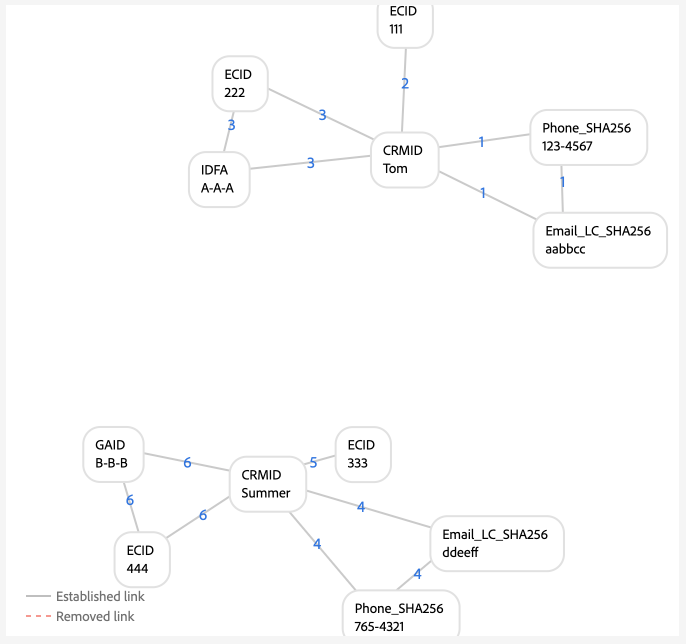 ECID
111
2
ECID
222
3
3
IDFA
A-A-A
3
CRMID
Tom
1
Phone_SHA256
123-4567
1
1
Email_LC_SHA256
aabbcc
GAID
B-B-B
6
CRMID
Summer
5
ECID
333
6
6
4
ECID
444
4
Email_LC_SHA256
ddeeff
4
Phone_SHA256
765-4321
Established link
Removed link